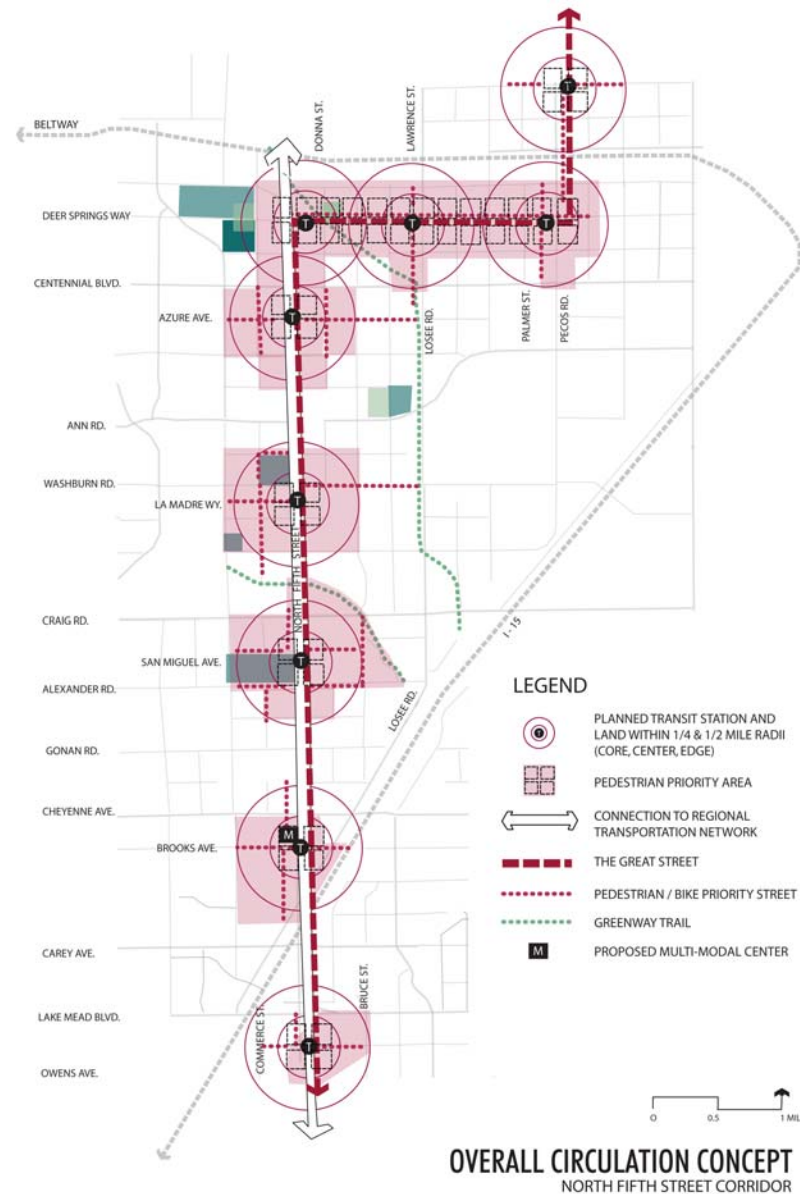 BELTWAY
DONNA ST.
LAWRENCE ST.
T
DEER SPRINGS WAY
T
T
T
CENTENNIAL BLVD.
AZURE AVE.
T
LOSEE RD.
PALMER ST.
PECOS RD.
ANN RD.
WASHBURN RD.
LA MADRE WY.
T
NORTH FIFTH STREET
CRAIG RD.
SAN MIGUEL AVE.
T
ALEXANDER RD.
LOSEE RD.
I - 15
GONAN RD.
CHEYENNE AVE.
BROOKS AVE.
M
T
CAREY AVE.
LAKE MEAD BLVD.
COMMERCE ST.
BRUCE ST.
T
OWENS AVE.
LEGEND
T
PLANNED TRANSIT STATION AND
LAND WITHIN 1/4 & 1/2 MILE RADII
(CORE, CENTER, EDGE)
PEDESTRIAN PRIORITY AREA
CONNECTION TO REGIONAL
TRANSPORTATION NETWORK
THE GREAT STREET
PEDESTRIAN / BIKE PRIORITY STREET
GREENWAY TRAIL
M
PROPOSED MULTI-MODAL CENTER
O 0.5 1 MIL
OVERALL CIRCULATION CONCEPT
NORTH FIFTH STREET CORRIDOR